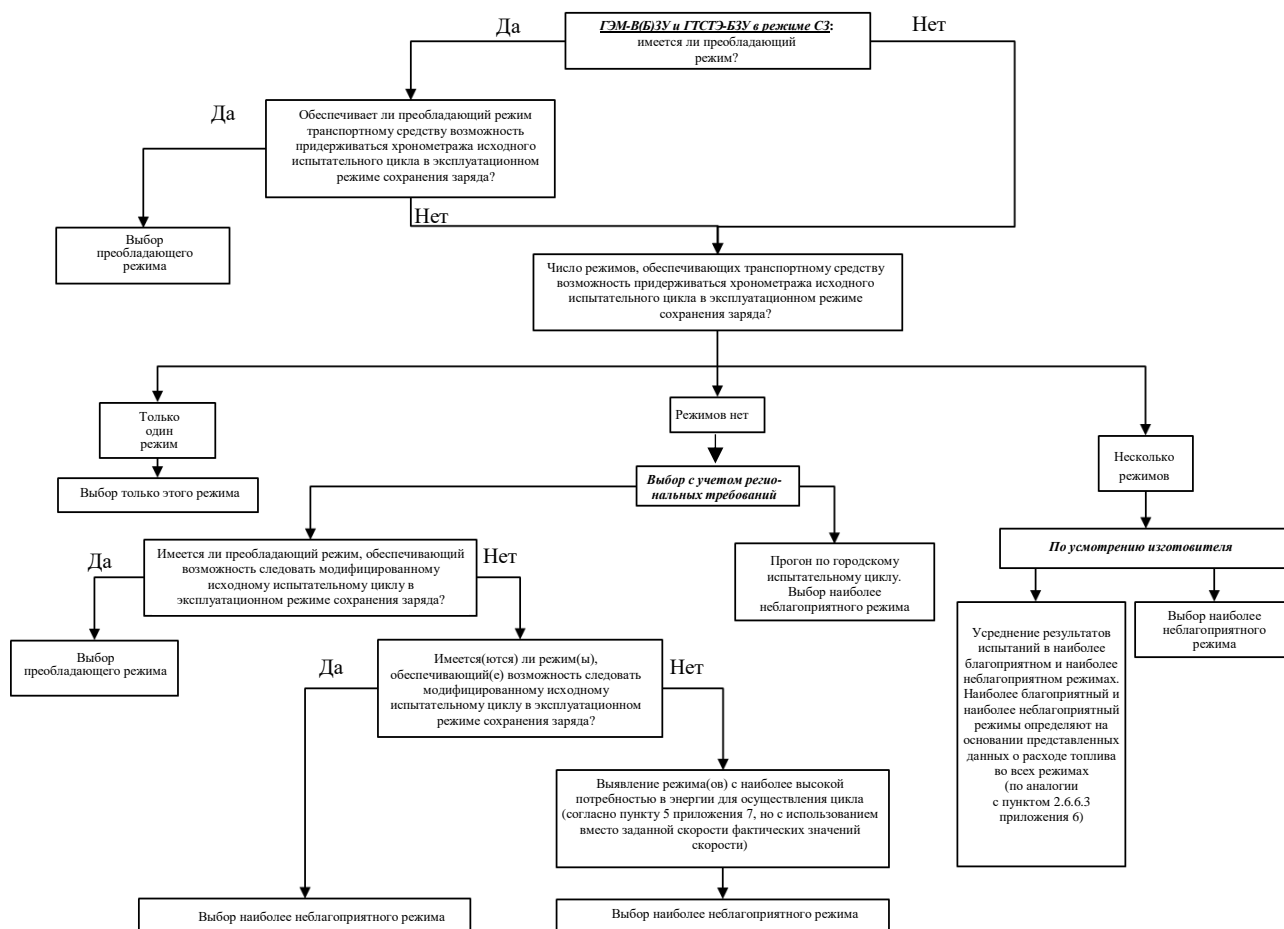 ГЭМ-В(Б)ЗУ и ГТСТЭ-БЗУ в режиме СЗ:
имеется ли преобладающий
режим?
Да
Нет
Да
Обеспечивает ли преобладающий режим
транспортному средству возможность
придерживаться хронометража исходного
испытательного цикла в эксплуатационном
режиме сохранения заряда?
Нет
Выбор
преобладающего
режима
Число режимов, обеспечивающих транспортному средству
возможность придерживаться хронометража исходного
испытательного цикла в эксплуатационном режиме
сохранения заряда?
Только
один
режим
Режимов нет
Несколько
режимов
Выбор только этого режима
Выбор с учетом регио-
нальных требований
По усмотрению изготовителя
Да
Имеется ли преобладающий режим, обеспечивающий
возможность следовать модифицированному
исходному испытательному циклу в
эксплуатационном режиме сохранения заряда?
Нет
Прогон по городскому
испытательному циклу.
Выбор наиболее
неблагоприятного режима
Усреднение результатов
испытаний в наиболее
благоприятном и наиболее
неблагоприятном режимах.
Наиболее благоприятный и
наиболее неблагоприятный
режимы определяют на
основании представленных
данных о расходе топлива
во всех режимах
(по аналогии
с пунктом 2.6.6.3
приложения 6)
Выбор наиболее
неблагоприятного
режима
Выбор
преобладающего режима
Да
Имеется(ются) ли режим(ы),
обеспечивающий(е) возможность следовать
модифицированному исходному
испытательному циклу в эксплуатационном
режиме сохранения заряда?
Нет
Выявление режима(ов) с наиболее высокой
потребностью в энергии для осуществления цикла
(согласно пункту 5 приложения 7, но с использованием
вместо заданной скорости фактических значений
скорости)
Выбор наиболее неблагоприятного режима
Выбор наиболее неблагоприятного режима